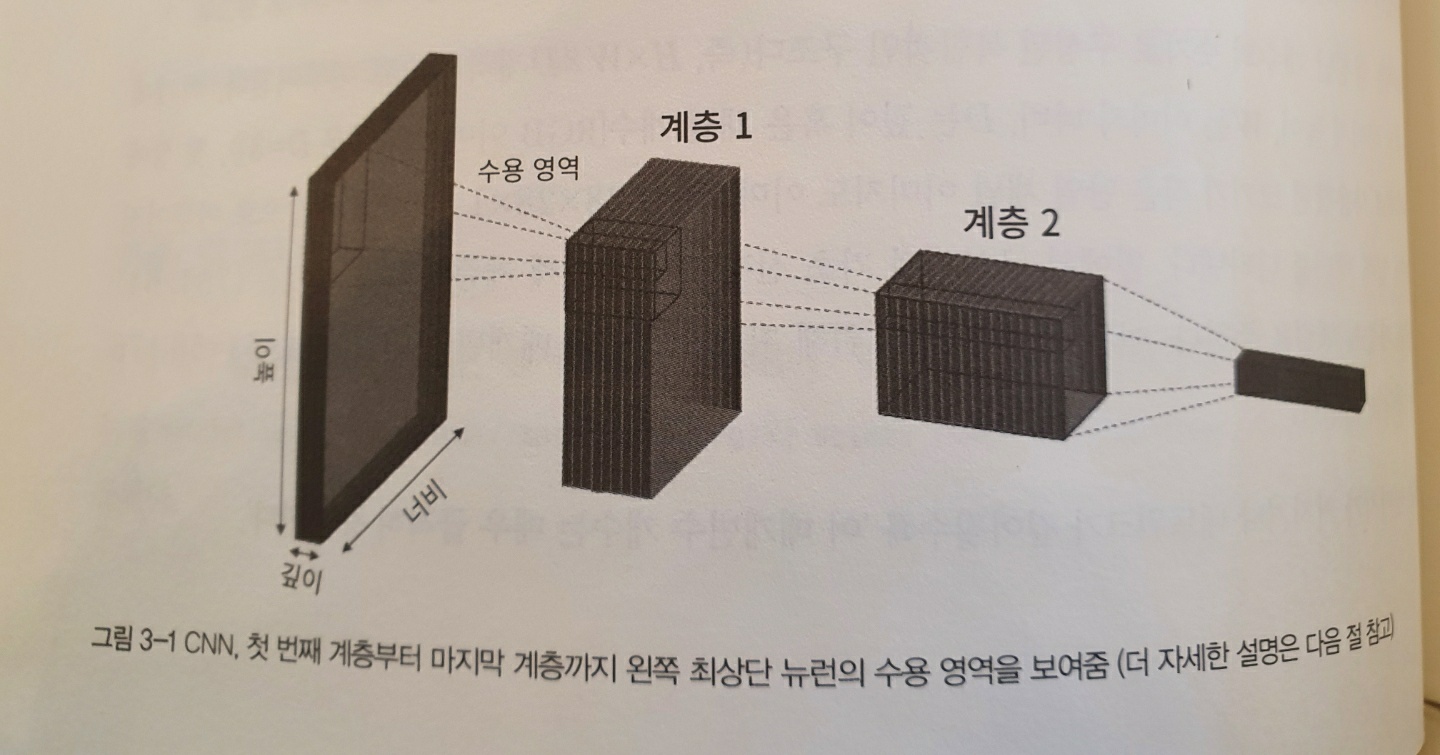 계층 1
수용 영역
계층 2
높이
너비
깊이
그림 3-1 CNN, 첫 번째 계층부터 마지막 계층까지 왼쪽 최상단 뉴런의 수용 영역을 보여줌 (더 자세한 설명은 다음 절 참고)